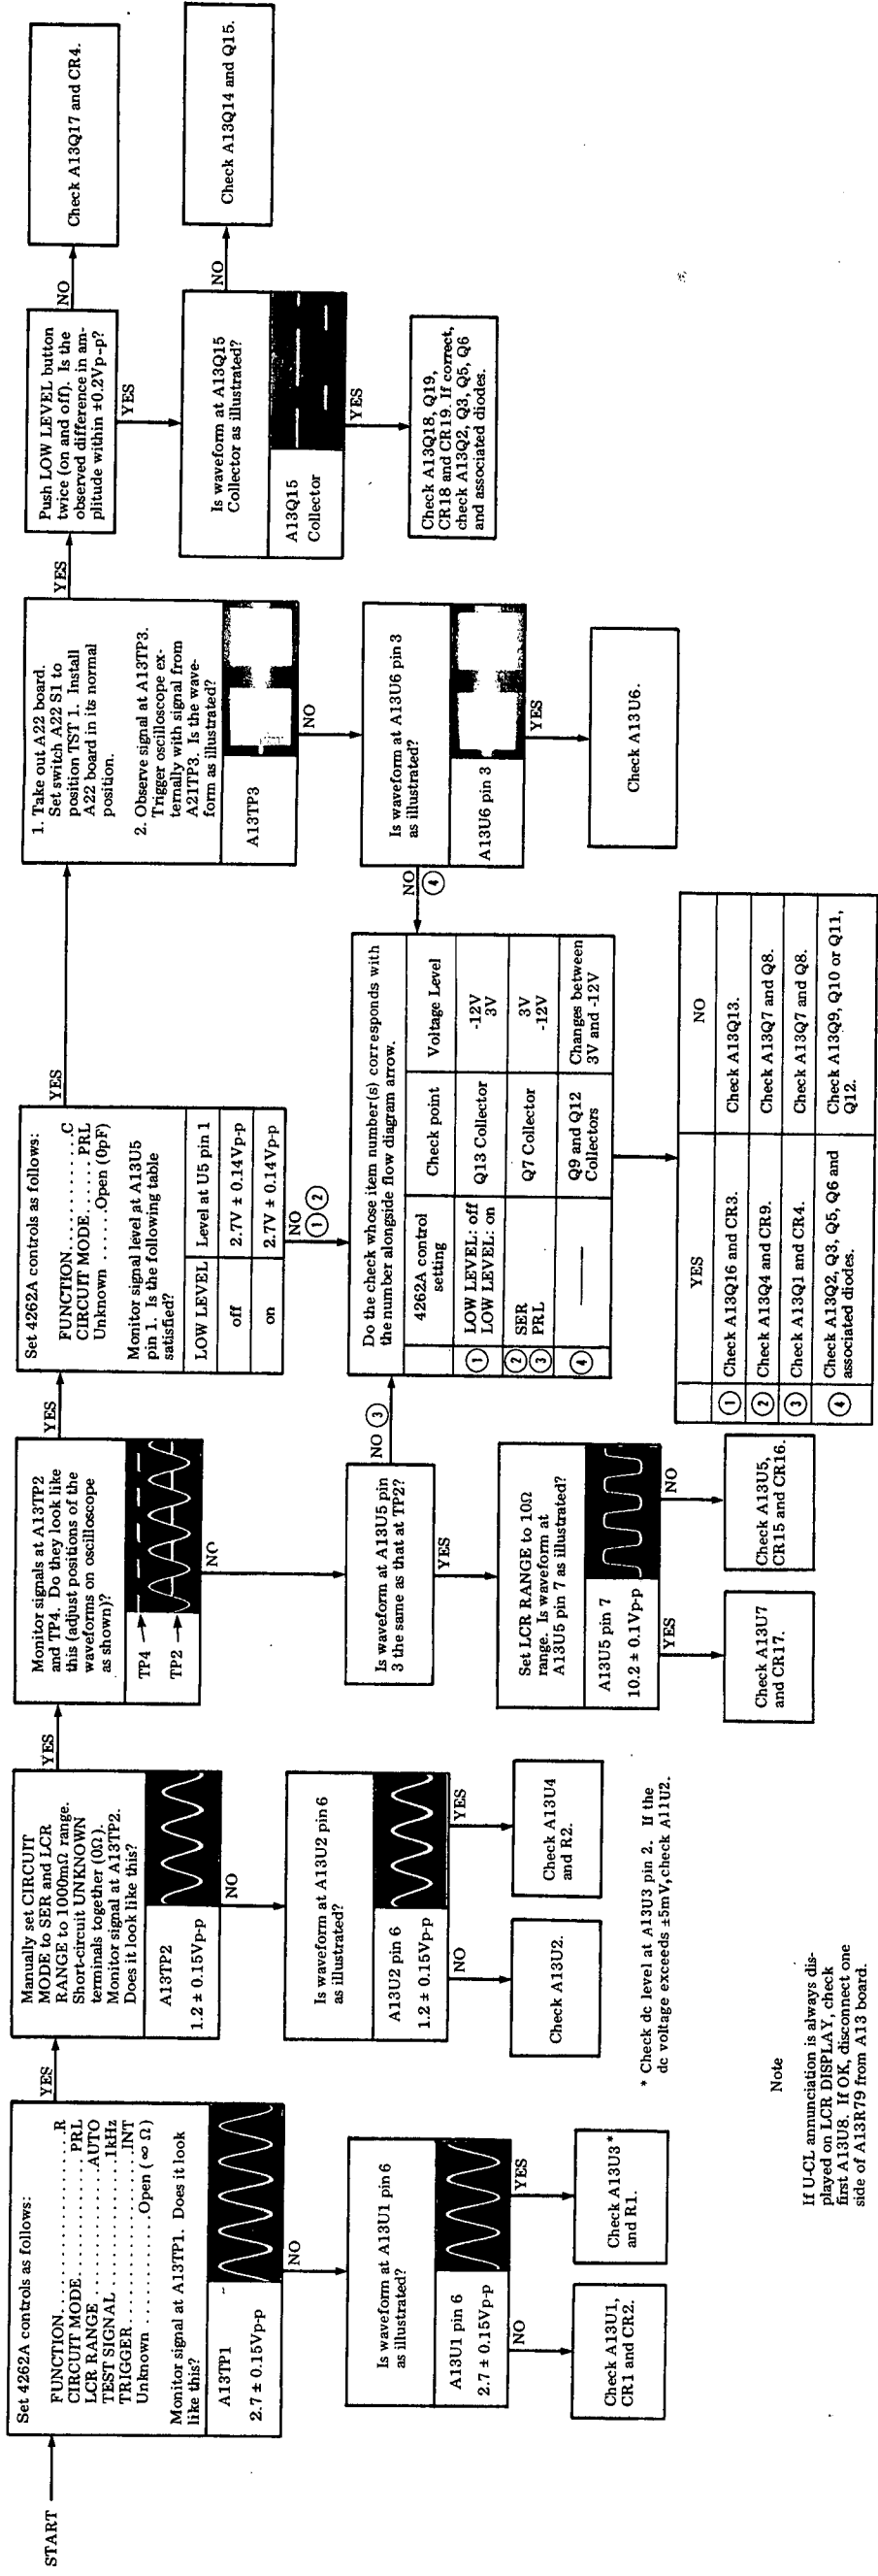 START
Set 4262A controls as follows:
FUNCTION. . . . . . . . . . . . . . . .R
CIRCUIT MODE. . . . . . . . . .PRL
LCR RANGE . . . . . . . . . . .AUTO
TEST SIGNAL . . . . . . . . . .1kHz
TRIGGER. . . . . . . . . . . . . .INT
Unknown . . . . . . . . .Open ( ∞ Ω)
Monitor signal at A13TP1. Does it look
like this?
A13TP1
2.7 ± 0.15Vp-p
NO
Is waveform at A13U1 pin 6
as illustrated?
A13U1 pin 6
2.7 ± 0.15Vp-p
NO
YES
Check A13U1,
CR1 and CR2.
Check A13U3*
and R1.
YES
Manually set CIRCUIT
MODE to SER and LCR
RANGE to 1000mΩ range.
Short-circuit UNKNOWN
terminals together (0Ω).
Monitor signal at A13TP2.
Does it look like this?
A13TP2
1.2 ± 0.15Vp-p
NO
Is waveform at A13U2 pin 6
as illustrated?
A13U2 pin 6
1.2 ± 0.15Vp-p
NO
YES
Check A13U2.
Check A13U4
and R2.
* Check dc level at A13U3 pin 2. If the
dc voltage exceeds ±5mV, check A11U2.
Note
If U-CL annunciation is always dis-
played on LCR DISPLAY, check
first A13U8. If OK, disconnect one
side of A13R79 from A13 board.
YES
Monitor signals at A13TP2
and TP4. Do they look like
this (adjust positions of the
waveforms on oscilloscope
as shown)?
TP4
TP2
NO
Is waveform at A13U5 pin
3 the same as that at TP2?
NO ③
YES
Set LCR RANGE to 10Ω
range. Is waveform at
A13U5 pin 7 as illustrated?
A13U5 pin 7
10.2 ± 0.1Vp-p
YES
NO
Check A13U7
and CR17.
Check A13U5,
CR15 and CR16.
YES
Set 4262A controls as follows:
FUNCTION. . . . . . . . . . . .C
CIRCUIT MODE. . . . . . PRL
Unknown . . . . . .Open (0pF)
Monitor signal level at A13U5
pin 1. Is the following table
satisfied?
LOW LEVEL Level at U5 pin 1
off 2.7V ± 0.14Vp-p
on 2.7V ± 0.14Vp-p
NO
① ②
Do the check whose item number(s) corresponds with
the number alongside flow diagram arrow.
4262A control setting Check point Voltage Level
① LOW LEVEL: off Q13 Collector -12V
LOW LEVEL: on 3V
② SER Q7 Collector 3V
③ PRL -12V
④ —— Q9 and Q12 Collectors Changes between 3V and -12V
YES NO
① Check A13Q16 and CR3. Check A13Q13.
② Check A13Q4 and CR9. Check A13Q7 and Q8.
③ Check A13Q1 and CR4. Check A13Q7 and Q8.
④ Check A13Q2, Q3, Q5, Q6 and associated diodes. Check A13Q9, Q10 or Q11, Q12.
YES
1. Take out A22 board.
Set switch A22 S1 to
position TST 1. Install
A22 board in its normal
position.
2. Observe signal at A13TP3.
Trigger oscilloscope ex-
ternally with signal from
A21TP3. Is the wave-
form as illustrated?
A13TP3
NO
Is waveform at A13U6 pin 3
as illustrated?
A13U6 pin 3
NO
④
YES
Check A13U6.
YES
Push LOW LEVEL button
twice (on and off). Is the
observed difference in am-
plitude within ±0.2Vp-p?
NO
Check A13Q17 and CR4.
YES
Is waveform at A13Q15
Collector as illustrated?
A13Q15
Collector
NO
Check A13Q14 and Q15.
YES
Check A13Q18, Q19,
CR18 and CR19. If correct,
check A13Q2, Q3, Q5, Q6
and associated diodes.